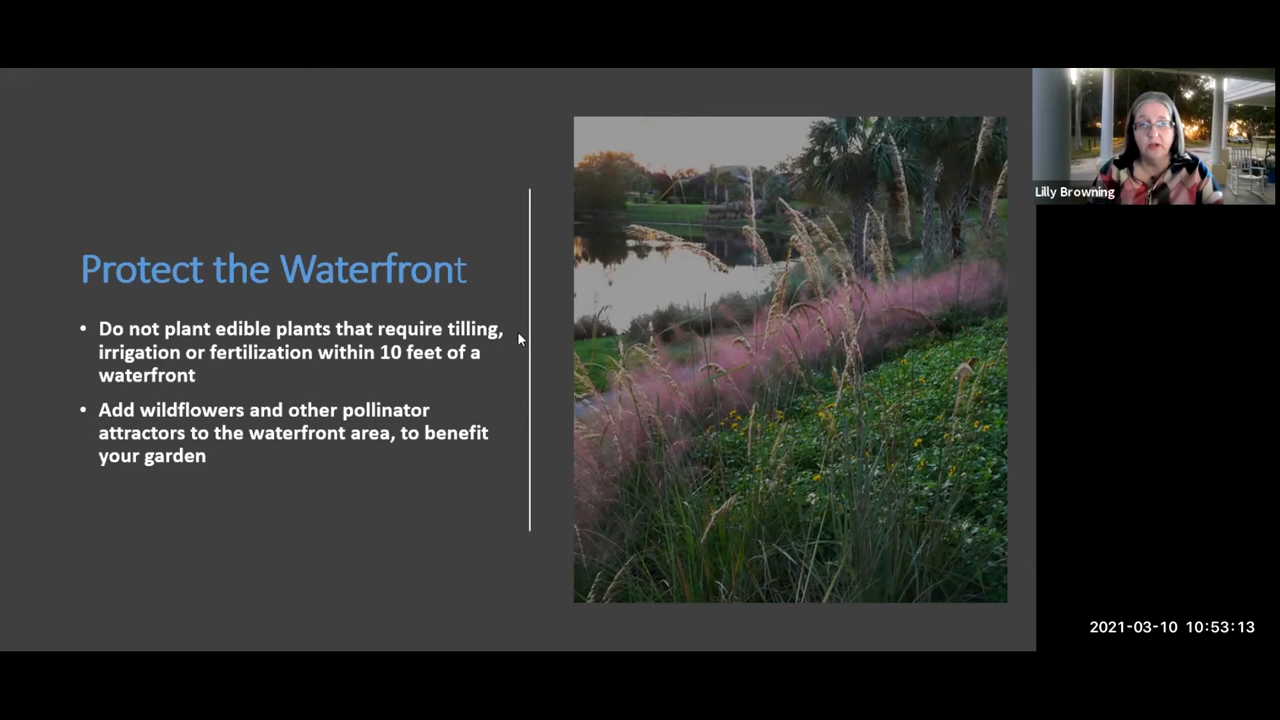 Protect the Waterfront
• Do not plant edible plants that require tilling,
irrigation or fertilization within 10 feet of a
waterfront
• Add wildflowers and other pollinator
attractors to the waterfront area, to benefit
your garden
Lilly Browning
2021-03-10 10:53:13